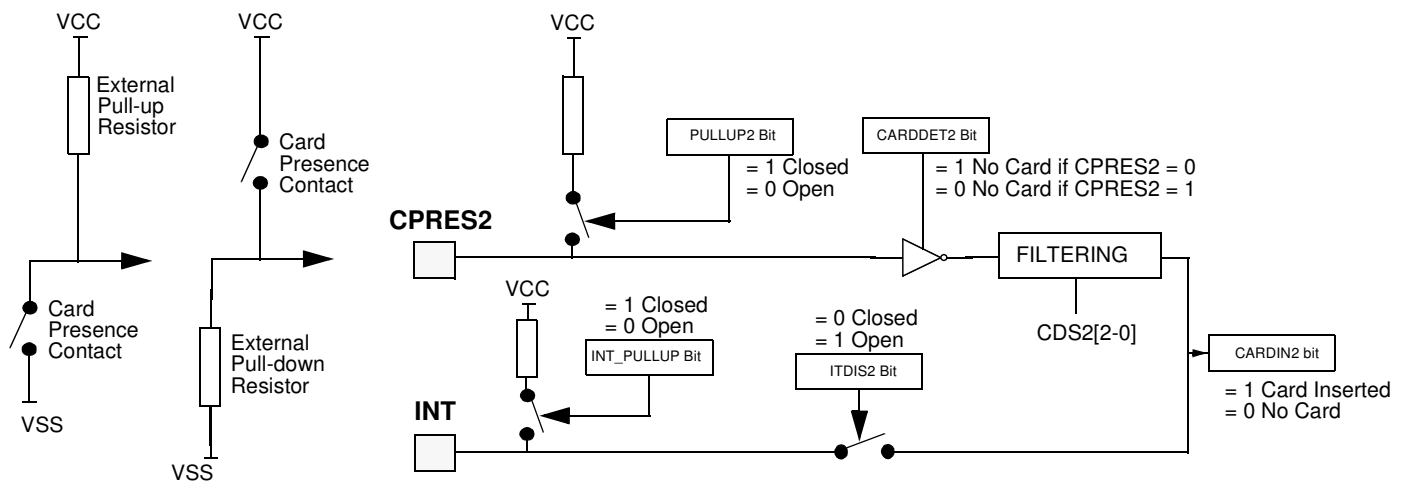 VCC
External
Pull-up
Resistor
Card
Presence
Contact
VSS
VCC
Card
Presence
Contact
External
Pull-down
Resistor
VSS
VCC
PULLUP2 Bit
= 1 Closed
= 0 Open
CARDDET2 Bit
= 1 No Card if CPRES2 = 0
= 0 No Card if CPRES2 = 1
CPRES2
FILTERING
CDS2[2-0]
VCC
= 1 Closed
= 0 Open
INT_PULLUP Bit
= 0 Closed
= 1 Open
ITDIS2 Bit
INT
CARDIN2 bit
= 1 Card Inserted
= 0 No Card